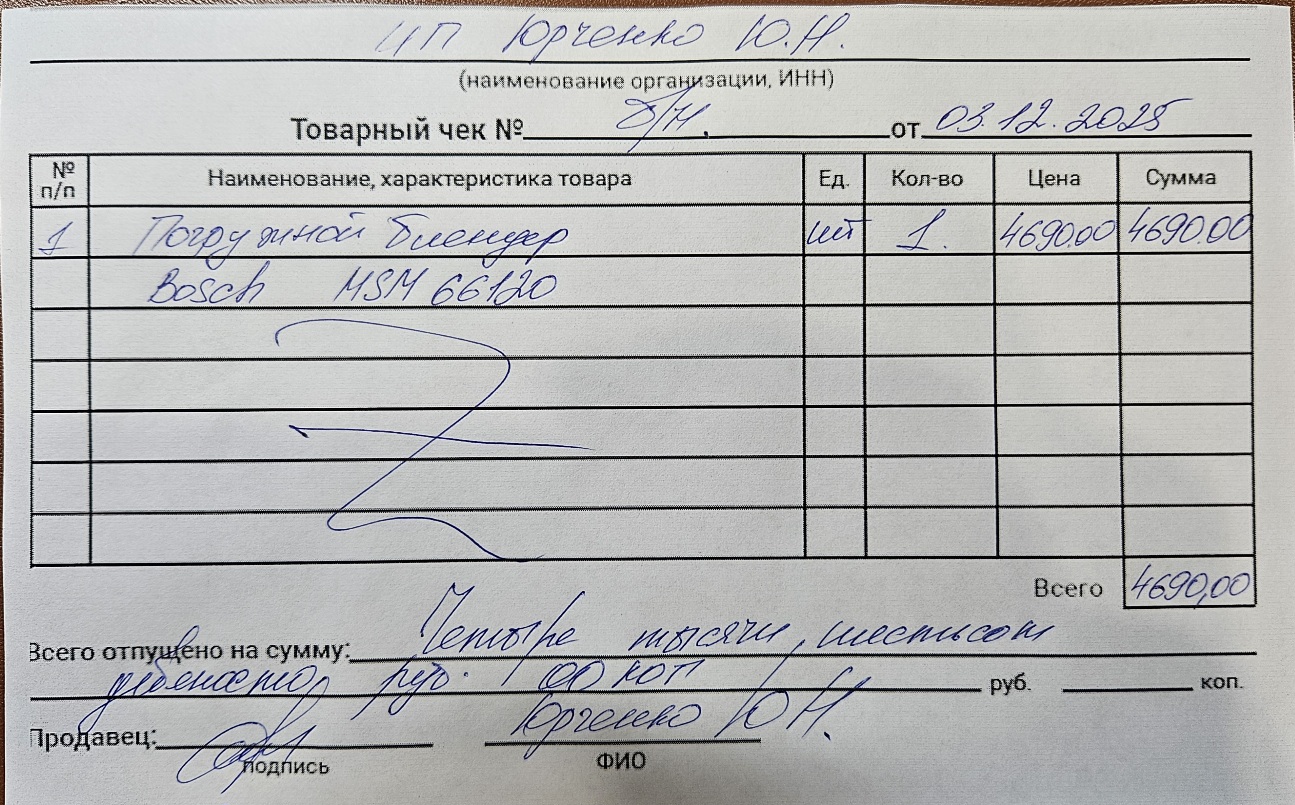 ИП Юрченко Ю.Н.
(наименование организации, ИНН)
Товарный чек № б/н. от 03.12.2025
№ п/п Наименование, характеристика товара Ед. Кол-во Цена Сумма
1 Погружной блендер шт 1. 4690.00 4690.00
Bosch MSM 66120
Всего 4690,00
Всего отпущено на сумму: Четыре тысячи шестьсот
девяносто руб. 00 коп руб. коп.
Продавец: Юрченко Ю.Н.
подпись ФИО